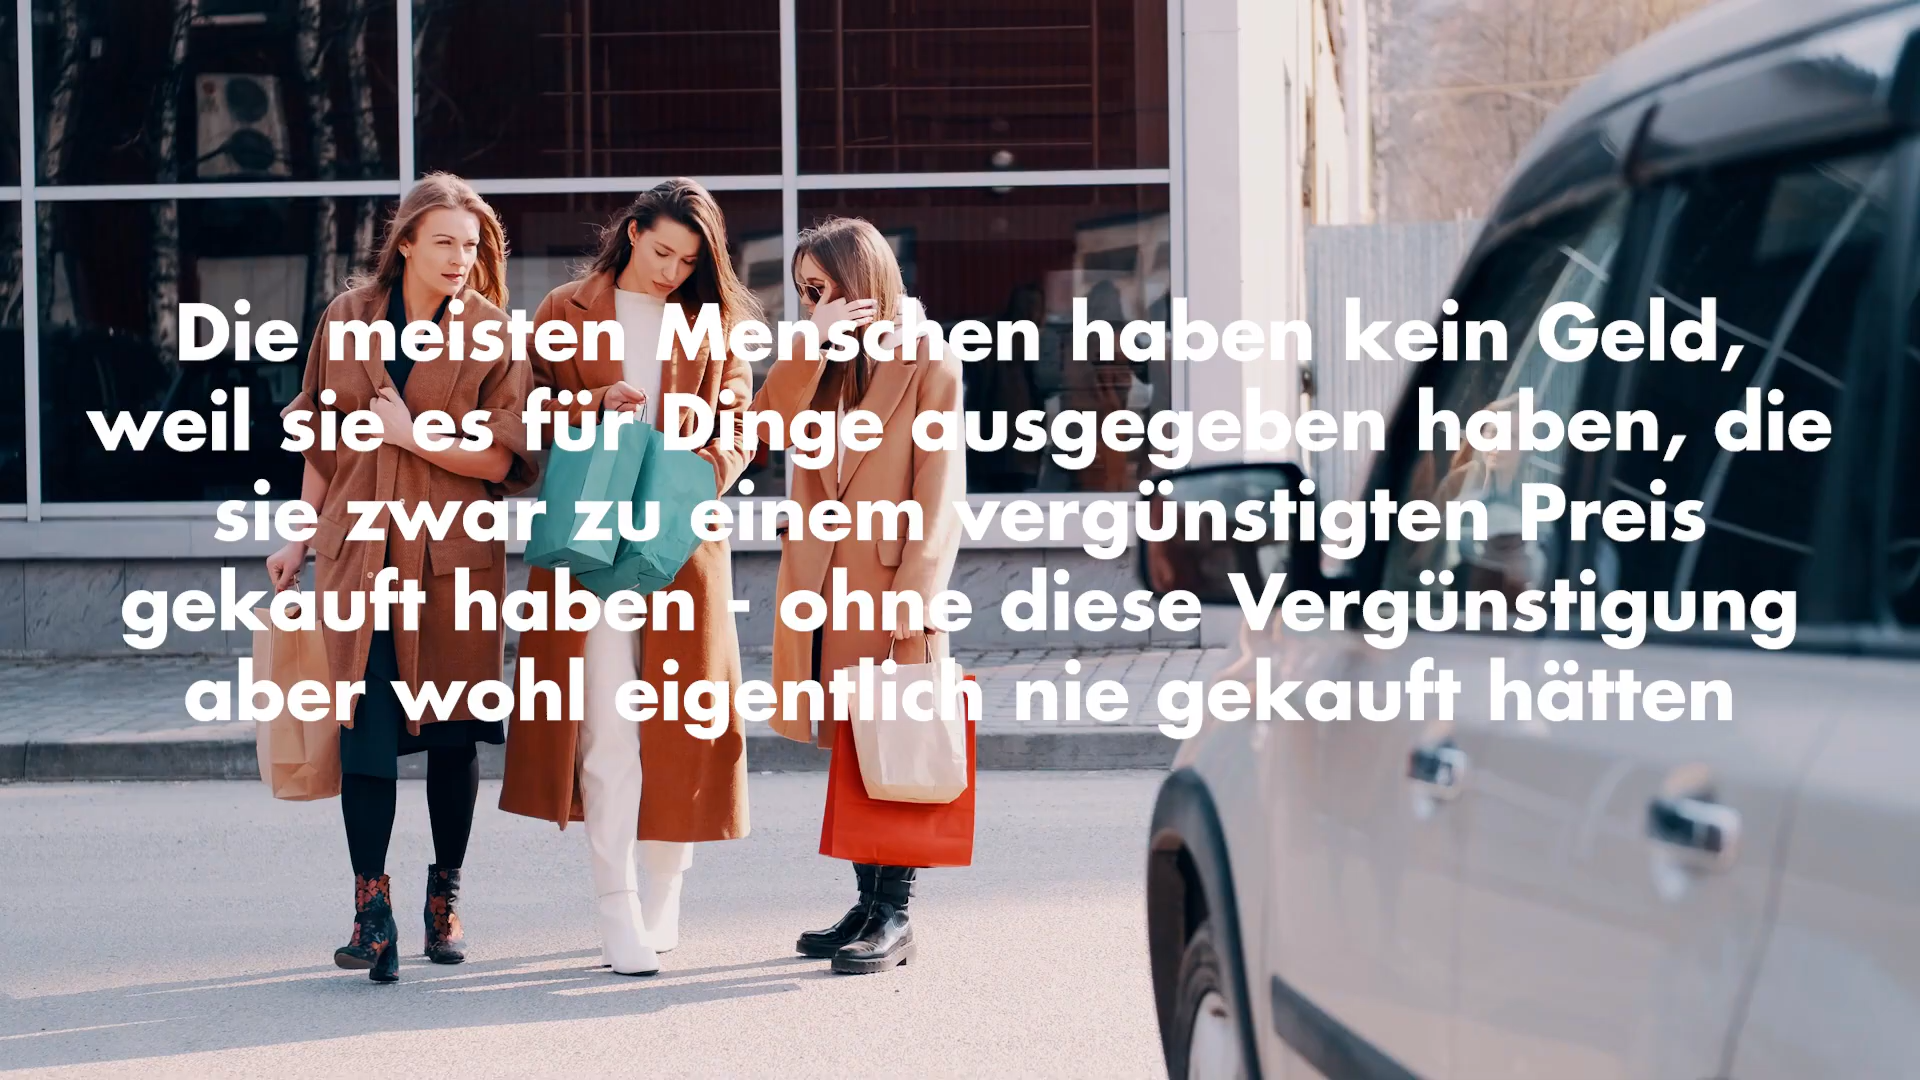 Die meisten Menschen haben kein Geld,
weil sie es für Dinge ausgegeben haben, die
sie zwar zu einem vergünstigten Preis
gekauft haben - ohne diese Vergünstigung
aber wohl eigentlich nie gekauft hätten